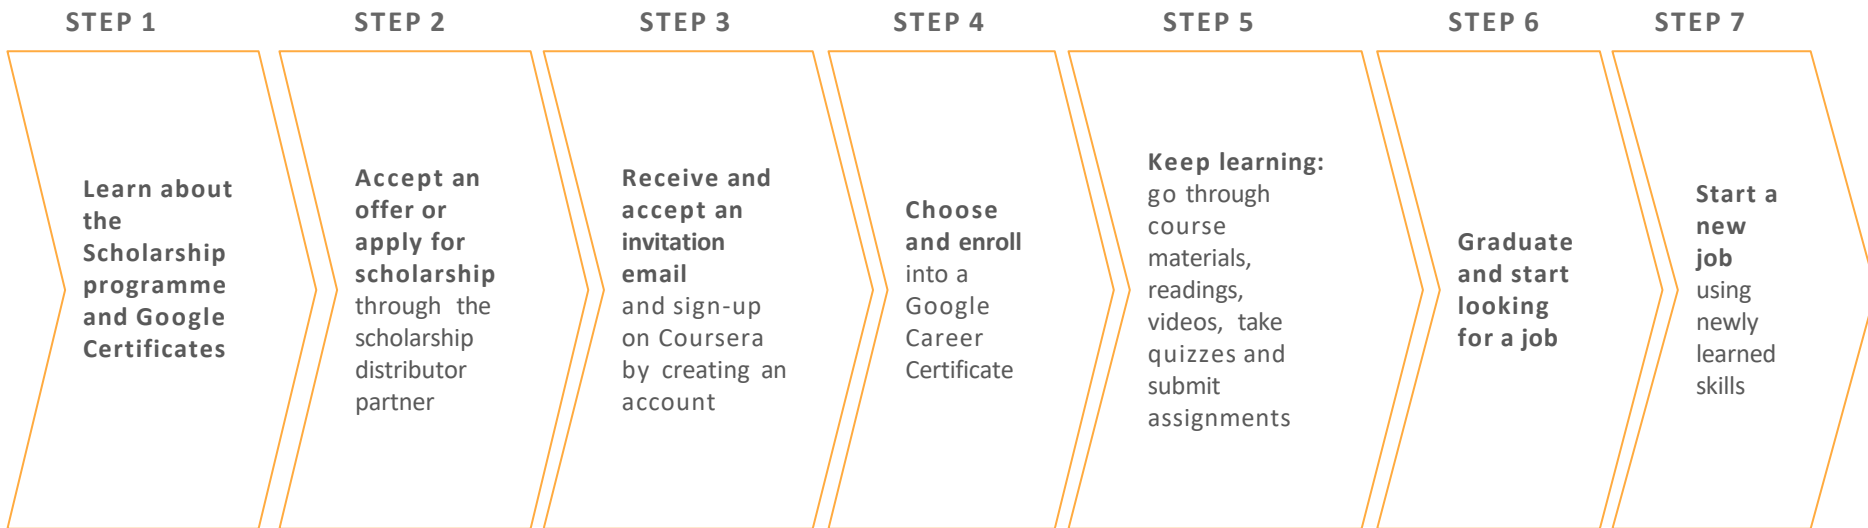 STEP 1
Learn about
the
Scholarship
programme
and Google
Certificates
STEP 2
Accept an
offer or
apply for
scholarship
through the
scholarship
distributor
partner
STEP 3
Receive and
accept an
invitation
email
and sign-up
on Coursera
by creating an
account
STEP 4
Choose
and enroll
into a
Google
Career
Certificate
STEP 5
Keep learning:
go through
course
materials,
readings,
videos, take
quizzes and
submit
assignments
STEP 6
Graduate
and start
looking
for a job
STEP 7
Start a
new
job
using
newly
learned
skills